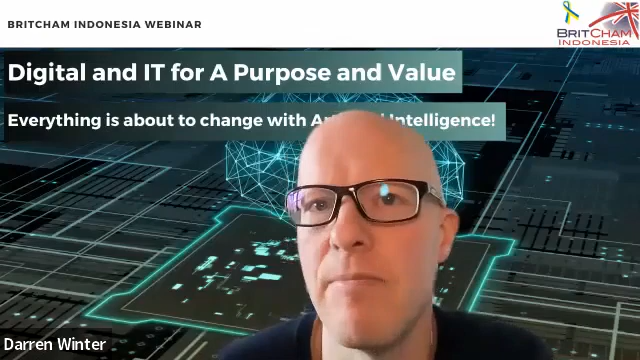 BRITCHAM INDONESIA WEBINAR
BRITCHAM
INDONESIA
Digital and IT for A Purpose and Value
Everything is about to change with Intelligence!
Darren Winter